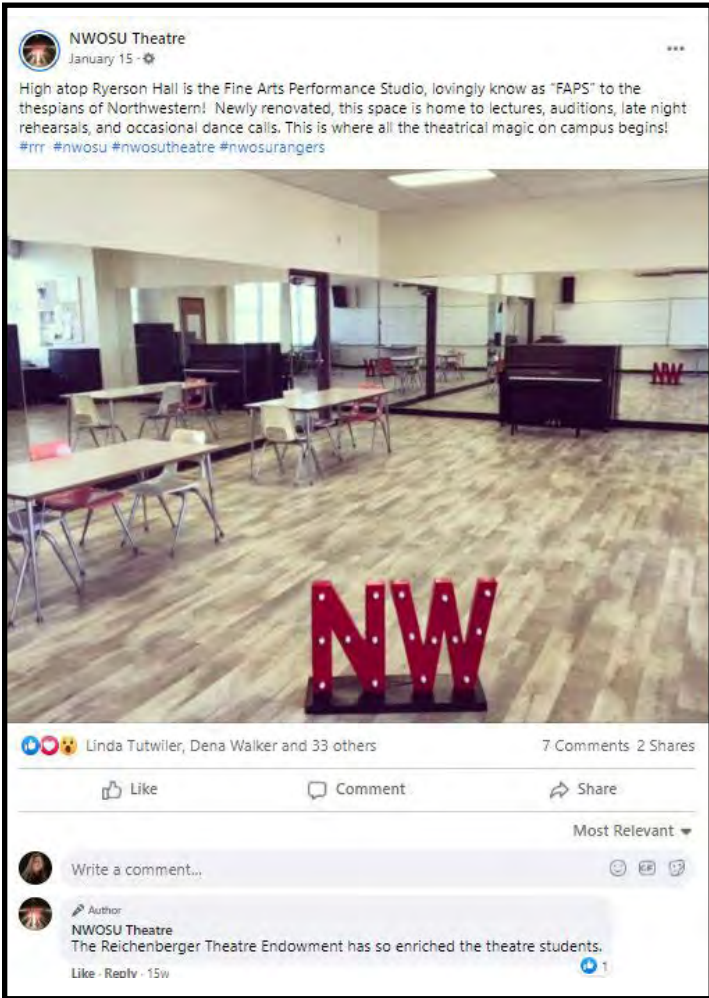 NWOSU Theatre
January 15 ·
High atop Ryerson Hall is the Fine Arts Performance Studio, lovingly know as "FAPS" to the
thespians of Northwestern! Newly renovated, this space is home to lectures, auditions, late night
rehearsals, and occasional dance calls. This is where all the theatrical magic on campus begins!
#rrr #nwosu #nwosutheatre #nwosurangers
NW
NW
NW
Linda Tutwiler, Dena Walker and 33 others
7 Comments 2 Shares
Like
Comment
Share
Most Relevant
Write a comment...
GIF
Author
NWOSU Theatre
The Reichenberger Theatre Endowment has so enriched the theatre students.
Like · Reply · 15w
1